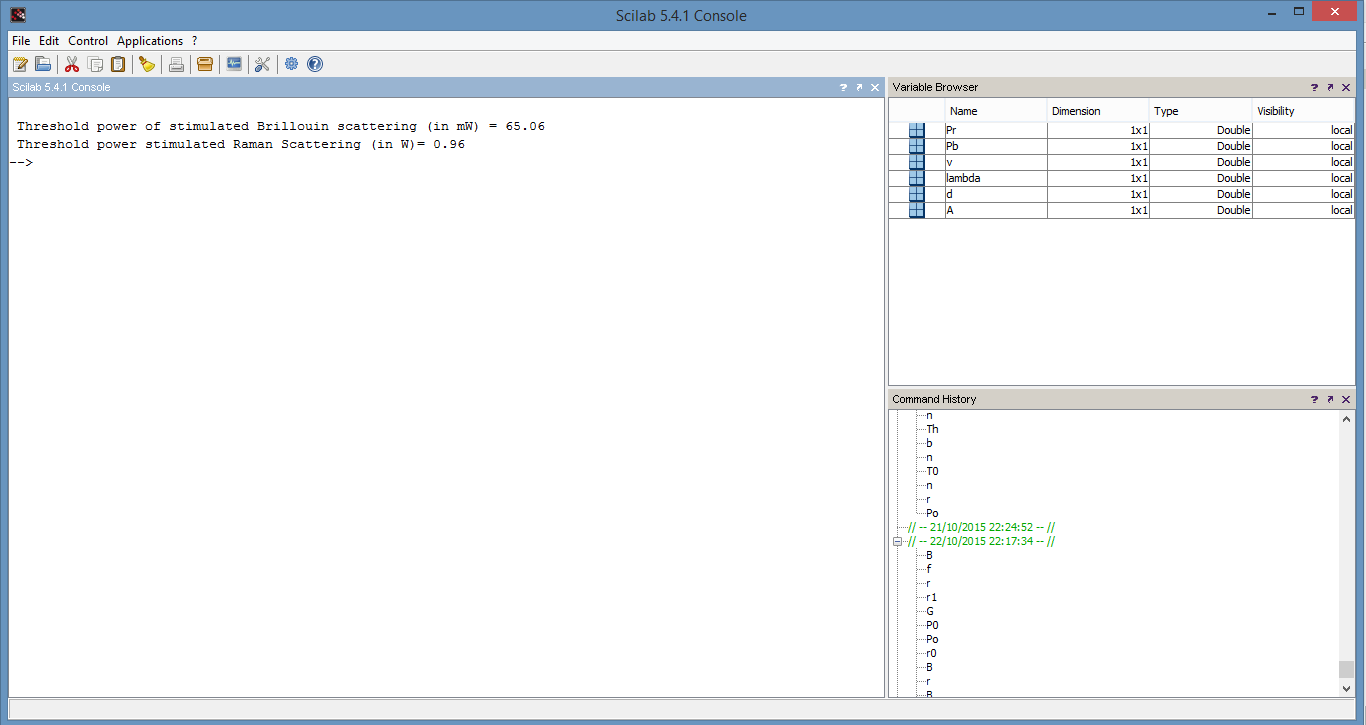 Scilab 5.4.1 Console
File Edit Control Applications ?
Scilab 5.4.1 Console
Threshold power of stimulated Brillouin scattering (in mW) = 65.06
Threshold power stimulated Raman Scattering (in W)= 0.96
-->
Variable Browser
Name Dimension Type Visibility
Pr 1x1 Double local
Pb 1x1 Double local
v 1x1 Double local
lambda 1x1 Double local
d 1x1 Double local
A 1x1 Double local
Command History
n
Th
b
n
T0
n
r
Po
// -- 21/10/2015 22:24:52 -- //
// -- 22/10/2015 22:17:34 -- //
B
f
r
r1
G
P0
Po
r0
B
r
B